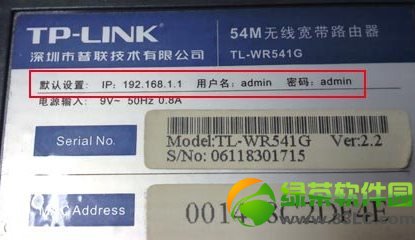 TP-LINK
54M无线宽带路由器
深圳市普联技术有限公司
TL-WR541G
默认设置: IP: 192.168.1.1 用户名: admin 密码: admin
电源输入: 9V~ 50Hz 0.8A
Serial No.
Model:TL-WR541G Ver:2.2
S/No: 06118301715
绿茶软件园
Address
0014